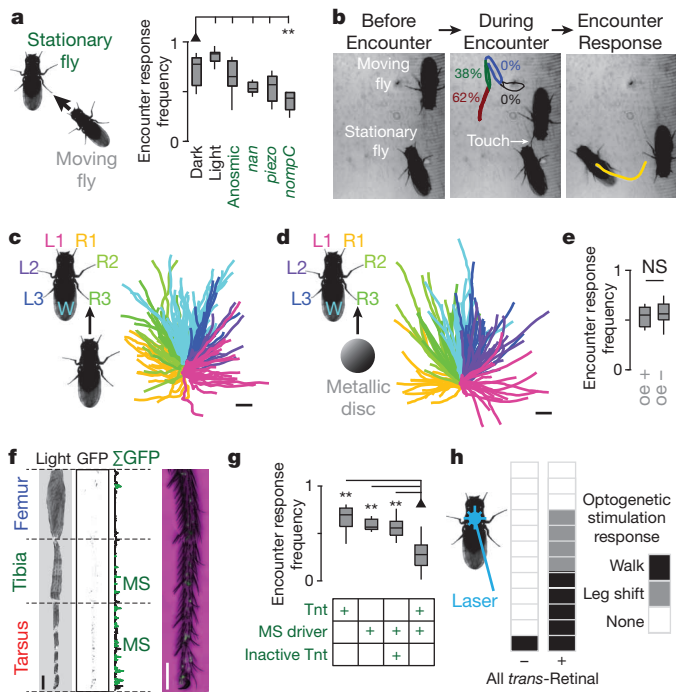 a
Stationary
fly
Moving
fly
Encounter response
frequency
1
0
**
Dark
Light
Anosmic
nan
piezo
nompC
b
Before
Encounter
During
Encounter
Encounter
Response
Moving
fly
Stationary
fly
38%
0%
62%
0%
Touch
c
L1 R1
L2 R2
L3 R3
W
d
L1 R1
L2 R2
L3 R3
W
Metallic
disc
e
Encounter response
frequency
1
0
NS
oe +
oe –
f
Light GFP ΣGFP
Femur
Tibia
Tarsus
MS
MS
g
Encounter response
frequency
1
0
** ** **
Tnt + +
MS driver + + +
Inactive Tnt +
h
Laser
Optogenetic
stimulation
response
Walk
Leg shift
None
– +
All trans-Retinal